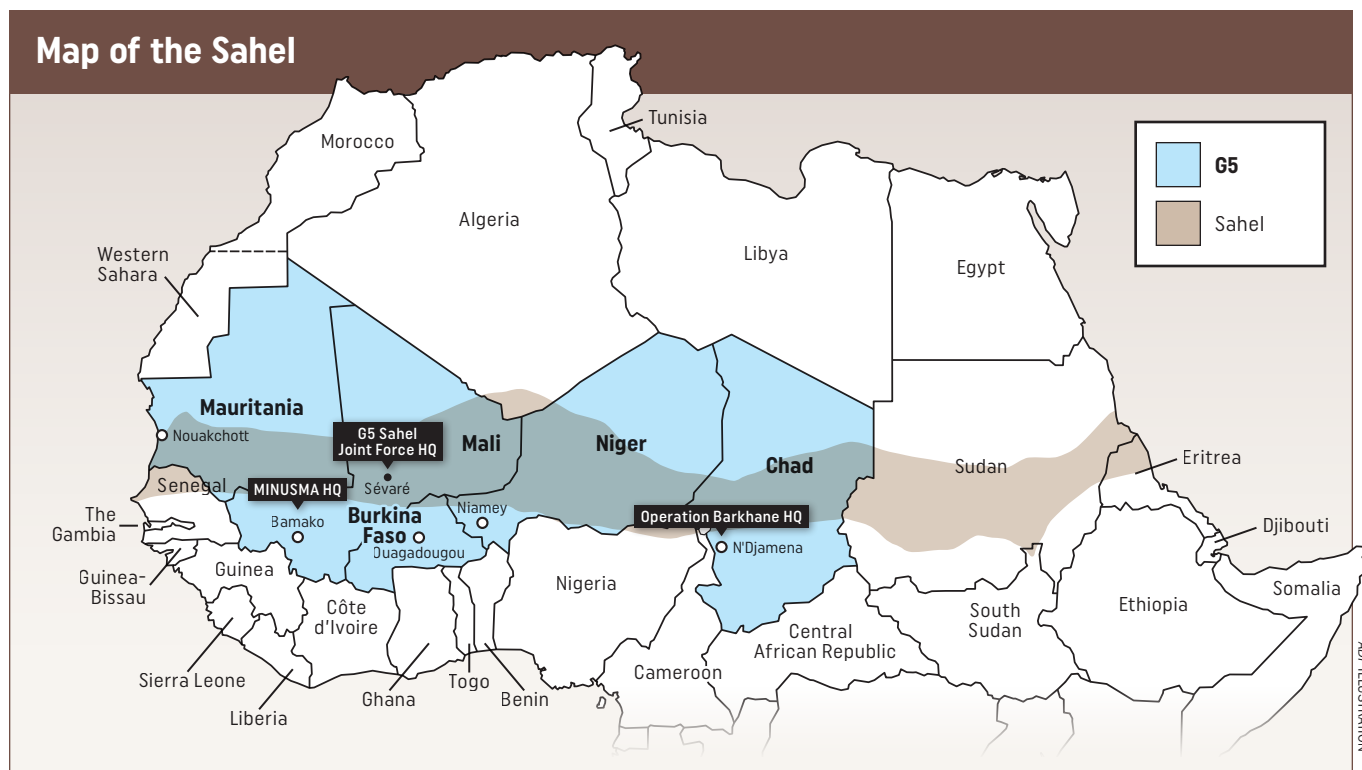 Map of the Sahel
G5
Sahel
Tunisia
Morocco
Algeria
Libya
Egypt
Western
Sahara
Mauritania
Nouakchott
G5 Sahel
Joint Force HQ
Mali
Niger
Chad
Sudan
Eritrea
Senegal
MINUSMA HQ
Sévaré
The
Gambia
Bamako
Burkina
Faso
Ouagadougou
Niamey
Operation Barkhane HQ
N'Djamena
Djibouti
Guinea-
Bissau
Guinea
Côte
d'Ivoire
Nigeria
Somalia
South
Sudan
Ethiopia
Central
African Republic
Cameroon
Sierra Leone
Liberia
Ghana
Togo
Benin
ADF ILLUSTRATION